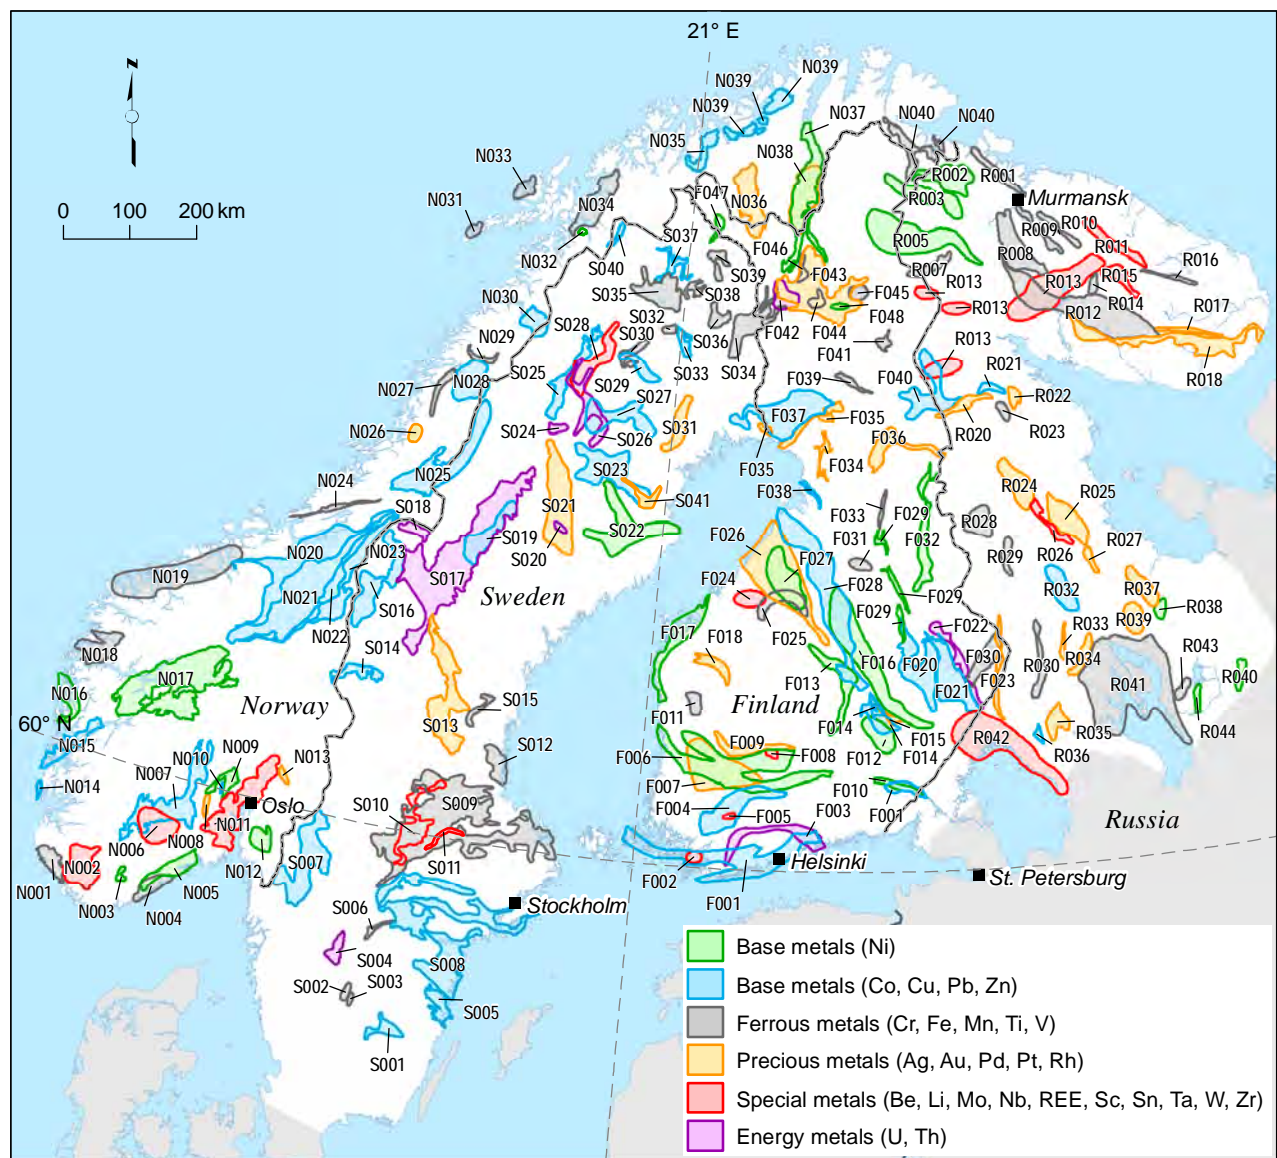 21° E
z
0 100 200 km
N039
N039
N039
N037
N040
N040
N035
N038
R001
R002
N033
N034
F047
N036
R003
Murmansk
N031
R009
R010
S037
R005
R008
R011
N032
S040
F046
F043
R007
R016
S039
R013
R013
R015
N030
S035
S038
F045
R014
R017
S032
F042
F048
R013
R012
S028
S030
S036
F044
N029
F041
R013
S025
S029
S033
S034
R018
N028
F039
F040
R021
N027
R022
S027
F037
F035
R020
R023
N026
S024
S026
S031
F036
F035
F034
N025
S023
N024
F038
R024
R025
S018
S021
S041
F033
F029
R028
N020
N023
S019
S022
F026
F031
F032
R026
R027
S020
R029
N019
S017
F027
Sweden
F024
F028
R032
R037
N021
S016
F029
R038
N022
F025
F029
R039
F022
R033
F017
F018
S014
F016
F030
R030
R034
R043
N018
F020
N017
F013
F023
R041
R040
N016
F021
S015
Norway
Finland
S013
F011
F014
R044
60° N
R042
R035
N015
S012
F009
F015
F006
F008
F012
F014
R036
N010
N009
N013
N007
N014
F007
F010
S010
S009
Oslo
F004
F003
F001
N011
F005
Russia
N006
N008
N002
N012
S007
S011
Helsinki
N001
N005
F002
St. Petersburg
N003
N004
F001
S006
Stockholm
S004
S008
S002
S003
S005
S001
Base metals (Ni)
Base metals (Co, Cu, Pb, Zn)
Ferrous metals (Cr, Fe, Mn, Ti, V)
Precious metals (Ag, Au, Pd, Pt, Rh)
Special metals (Be, Li, Mo, Nb, REE, Sc, Sn, Ta, W, Zr)
Energy metals (U, Th)